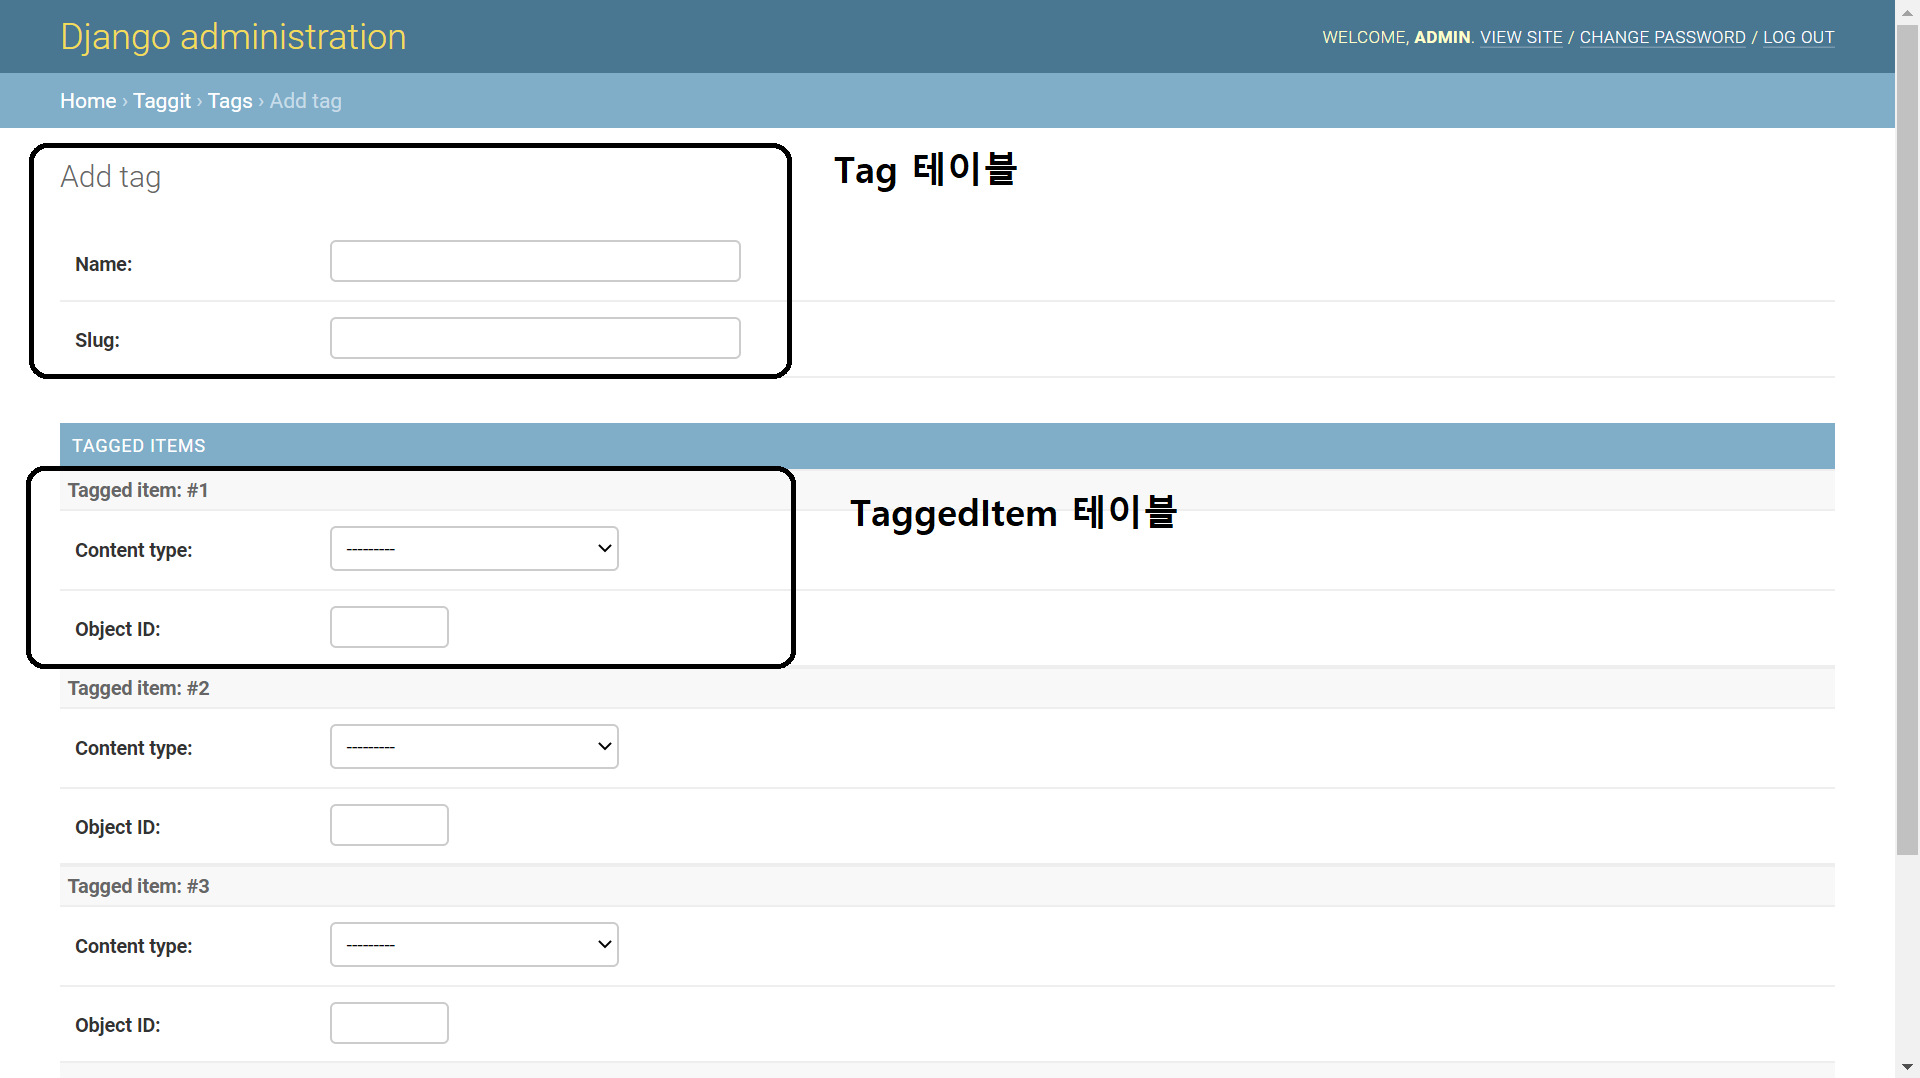 Django administration
WELCOME, ADMIN. VIEW SITE / CHANGE PASSWORD / LOG OUT
Home › Taggit › Tags › Add tag
Add tag
Tag 테이블
Name:
Slug:
TAGGED ITEMS
Tagged item: #1
TaggedItem 테이블
Content type:
---------
Object ID:
Tagged item: #2
Content type:
---------
Object ID:
Tagged item: #3
Content type:
---------
Object ID: